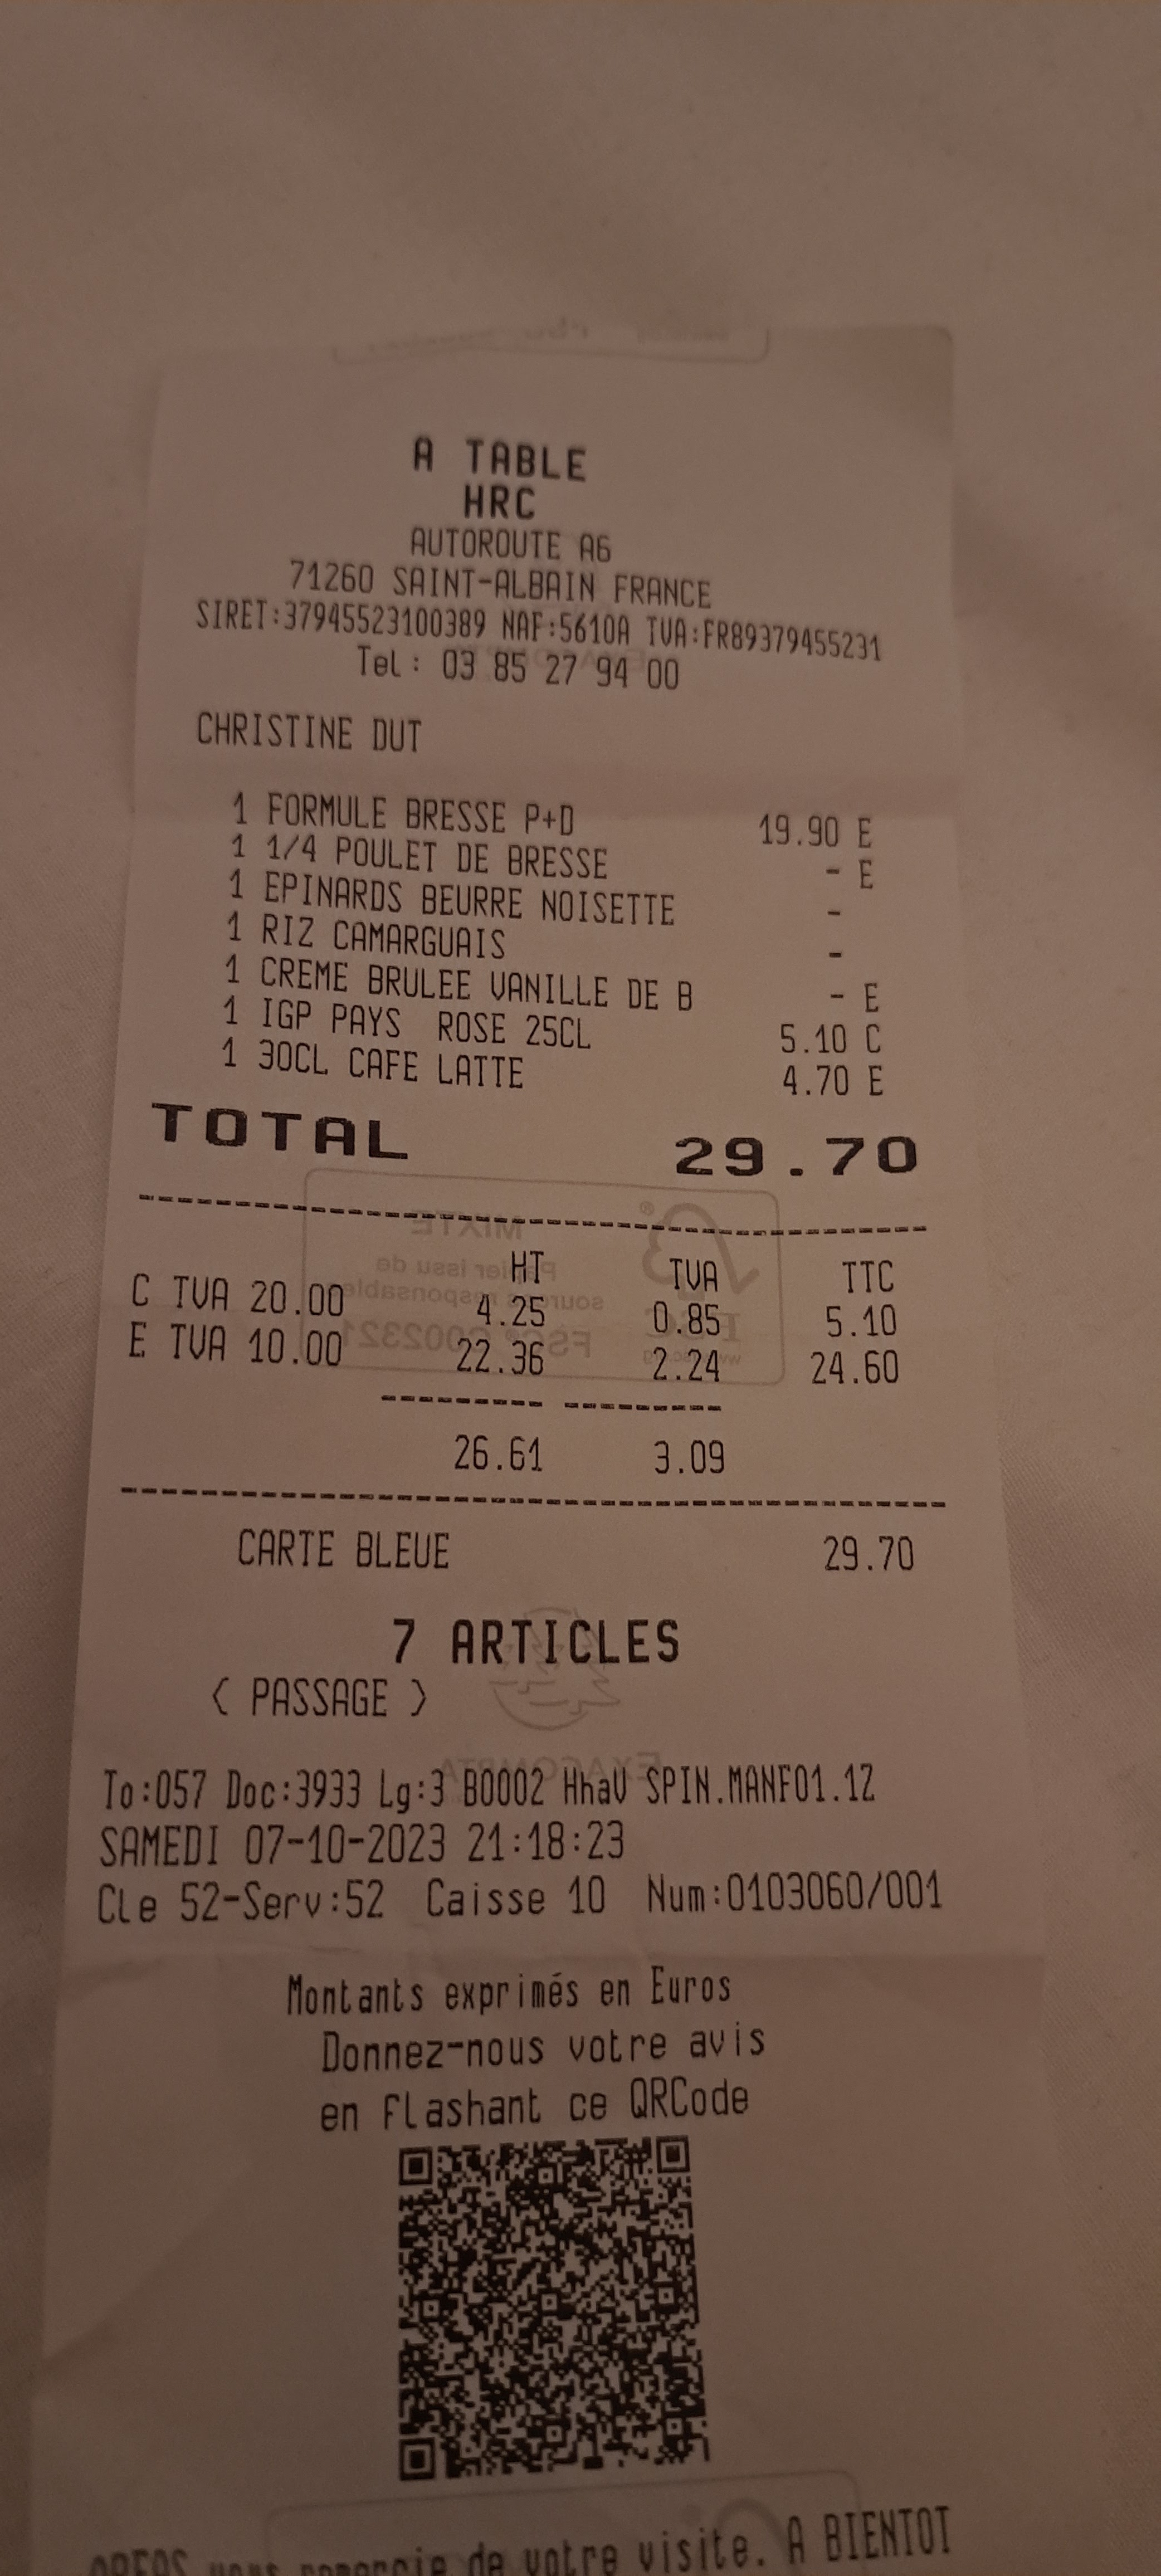 A TABLE
HRC
AUTOROUTE A6
71260 SAINT-ALBAIN FRANCE
SIRET:37945523100389 NAF:5610A TVA:FR89379455231
Tel : 03 85 27 94 00
CHRISTINE DUT
1 FORMULE BRESSE P+D 19.90 E
1 1/4 POULET DE BRESSE - E
1 EPINARDS BEURRE NOISETTE -
1 RIZ CAMARGUAIS -
1 CREME BRULEE VANILLE DE B - E
1 IGP PAYS ROSE 25CL 5.10 C
1 30CL CAFE LATTE 4.70 E
TOTAL 29.70
HT TVA TTC
C TVA 20.00 4.25 0.85 5.10
E TVA 10.00 22.36 2.24 24.60
26.61 3.09
CARTE BLEUE 29.70
7 ARTICLES
( PASSAGE )
To:057 Doc:3933 Lg:3 B0002 HhaV SPIN.MANF01.1Z
SAMEDI 07-10-2023 21:18:23
Cle 52-Serv:52 Caisse 10 Num:0103060/001
Montants exprimés en Euros
Donnez-nous votre avis
en flashant ce QRCode
vous remercie de votre visite. A BIENTOT